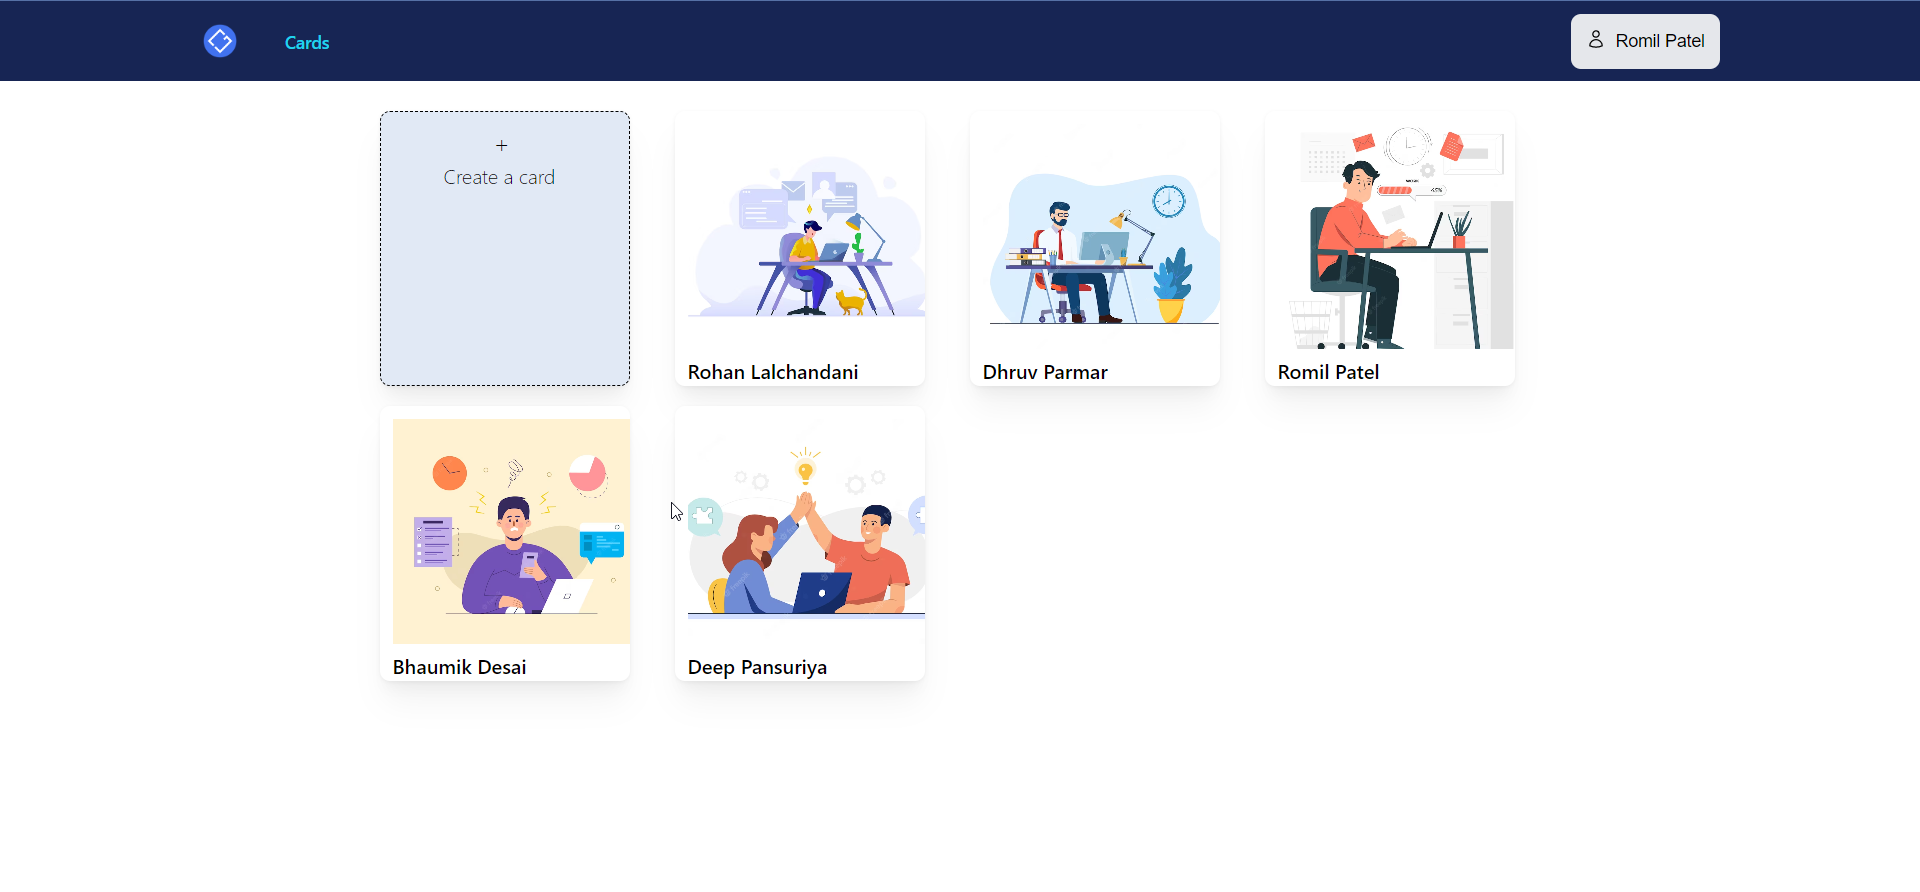 Cards
Romil Patel
+
Create a card
Rohan Lalchandani
Dhruv Parmar
Romil Patel
Bhaumik Desai
Deep Pansuriya